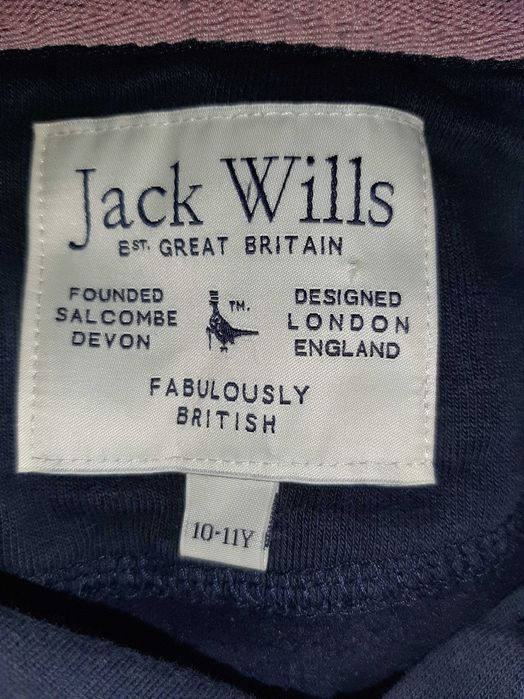 Jack Wills
EST. GREAT BRITAIN
FOUNDED
SALCOMBE
DEVON
TM.
DESIGNED
LONDON
ENGLAND
FABULOUSLY
BRITISH
10-11Y